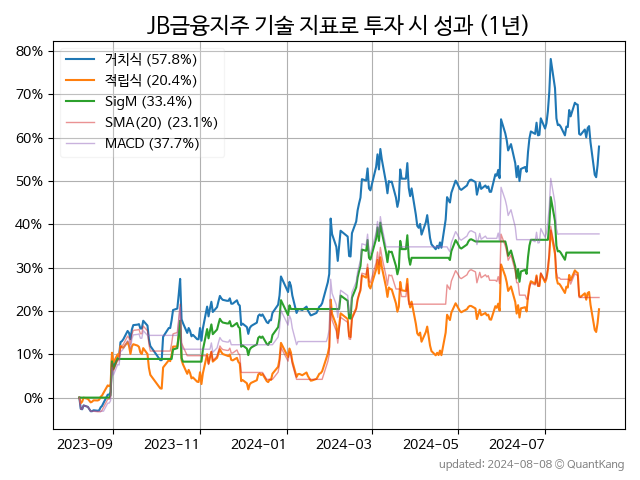 JB금융지주 기술 지표로 투자 시 성과 (1년)
거치식 (57.8%)
적립식 (20.4%)
SigM (33.4%)
SMA(20) (23.1%)
MACD (37.7%)
80%
70%
60%
50%
40%
30%
20%
10%
0%
2023-09 2023-11 2024-01 2024-03 2024-05 2024-07
updated: 2024-08-08 © QuantKang